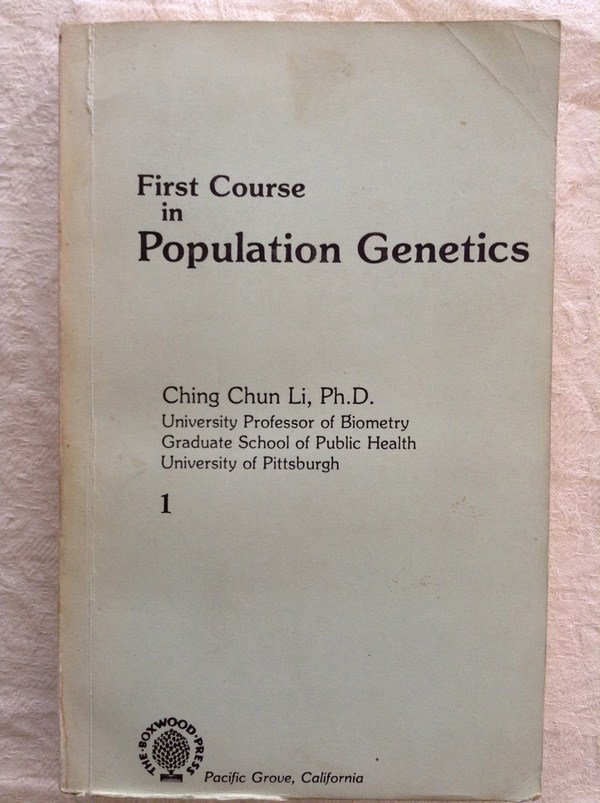 First Course
in
Population Genetics
Ching Chun Li, Ph.D.
University Professor of Biometry
Graduate School of Public Health
University of Pittsburgh
1
THE·BOXWOOD·PRESS
Pacific Grove, California